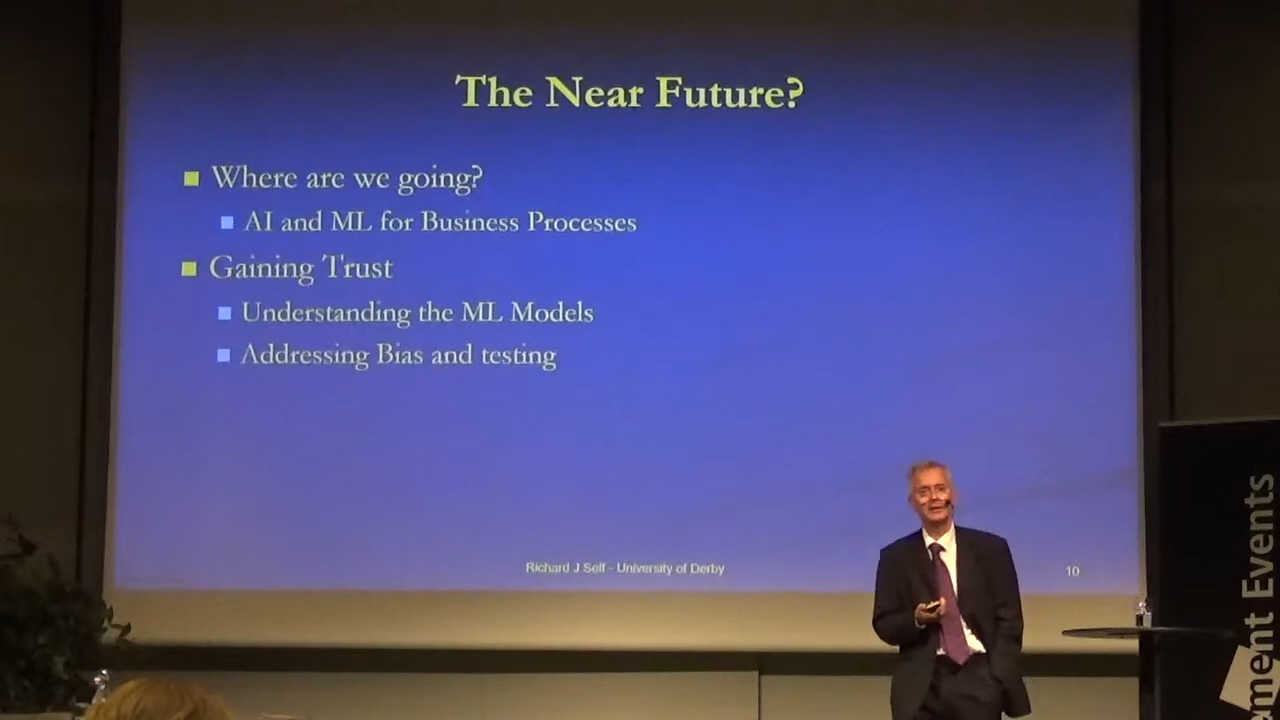 The Near Future?
Where are we going?
AI and ML for Business Processes
Gaining Trust
Understanding the ML Models
Addressing Bias and testing
Richard J Self - University of Derby
10
ment Events